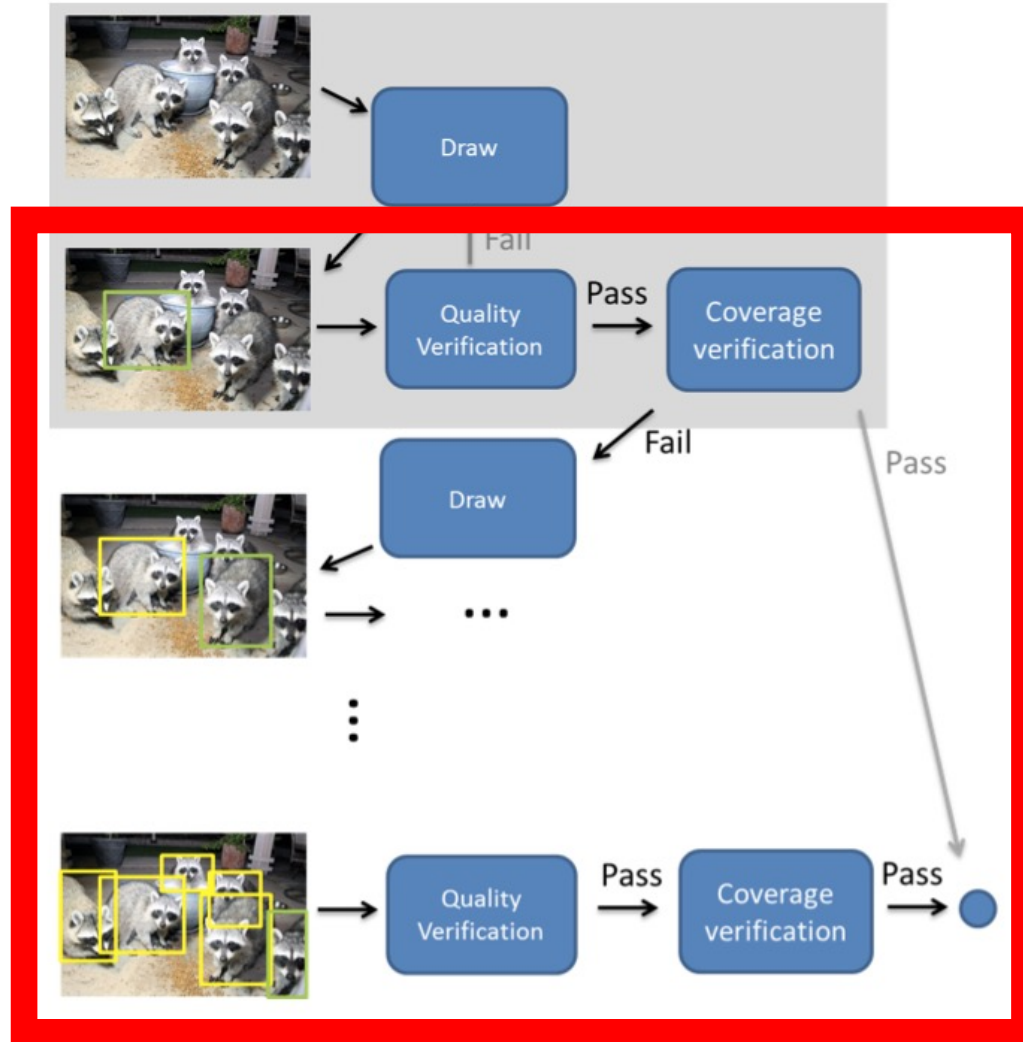 Draw
Fail
Quality
Verification
Pass
Coverage
verification
Fail
Pass
Draw
...
Quality
Verification
Pass
Coverage
verification
Pass